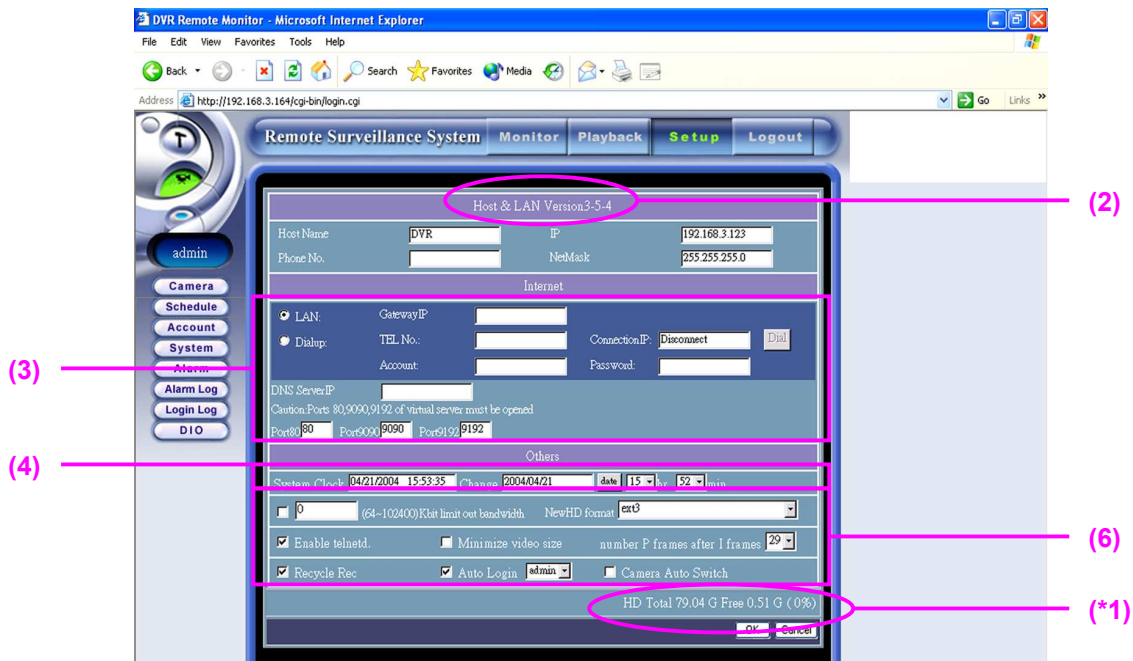 DVR Remote Monitor - Microsoft Internet Explorer
File Edit View Favorites Tools Help
Back Search Favorites Media
Address http://192.168.3.164/cgi-bin/login.cgi Go Links »
T
Remote Surveillance System Monitor Playback Setup Logout
Host & LAN Version3-5-4 (2)
admin
Host Name DVR IP 192.168.3.123
Phone No. NetMask 255.255.255.0
Camera
Schedule
Account
System
Alarm
Alarm Log
Login Log
DIO
Internet
(3)
LAN: GatewayIP
Dialup: TEL No.: ConnectionIP: Disconnect Dial
Account: Password:
DNS ServerIP
Caution:Ports 80,9090,9192 of virtual server must be opened
Port80 80 Port9090 9090 Port9192 9192
Others
(4)
System Clock 04/21/2004 15:53:35 Change 2004/04/21 date 15 hr 52 min
0 (64~102400)Kbit limit out bandwidth NewHD format ext3
Enable telnetd. Minimize video size number P frames after I frames 29
(6)
Recycle Rec Auto Login admin Camera Auto Switch
HD Total 79.04 G Free 0.51 G ( 0%) (*1)
OK Cancel